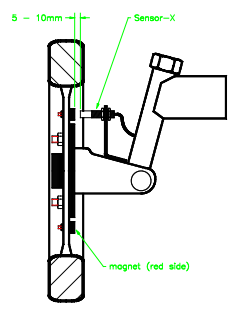 5 - 10mm
Sensor-X
magnet (red side)